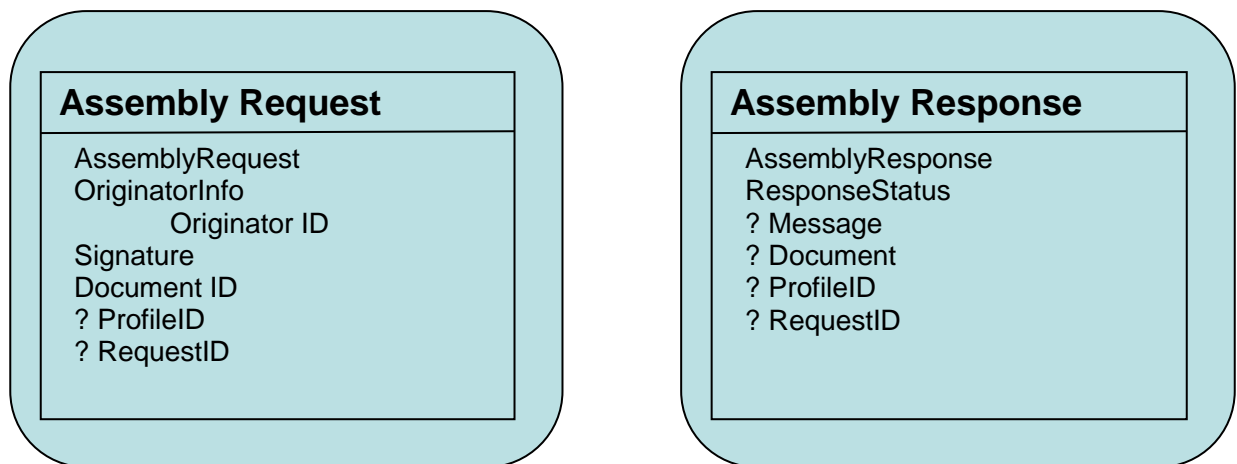 Assembly Request
AssemblyRequest
OriginatorInfo
Originator ID
Signature
Document ID
? ProfileID
? RequestID
Assembly Response
AssemblyResponse
ResponseStatus
? Message
? Document
? ProfileID
? RequestID